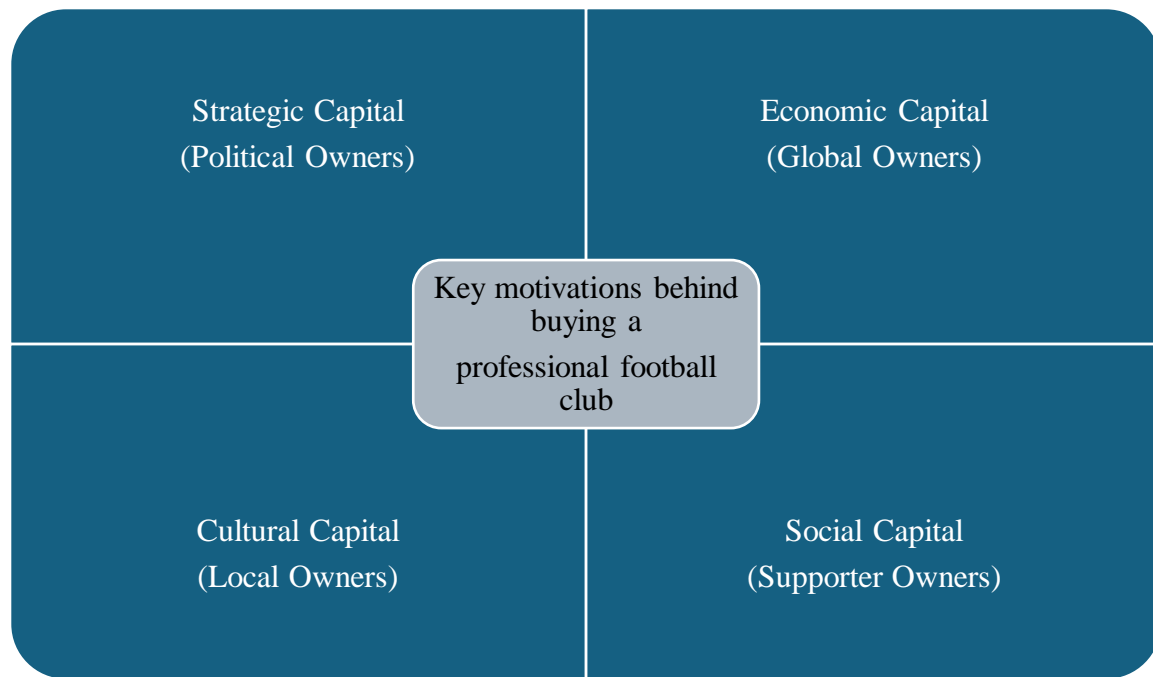 Strategic Capital
(Political Owners)
Economic Capital
(Global Owners)
Key motivations behind
buying a
professional football
club
Cultural Capital
(Local Owners)
Social Capital
(Supporter Owners)